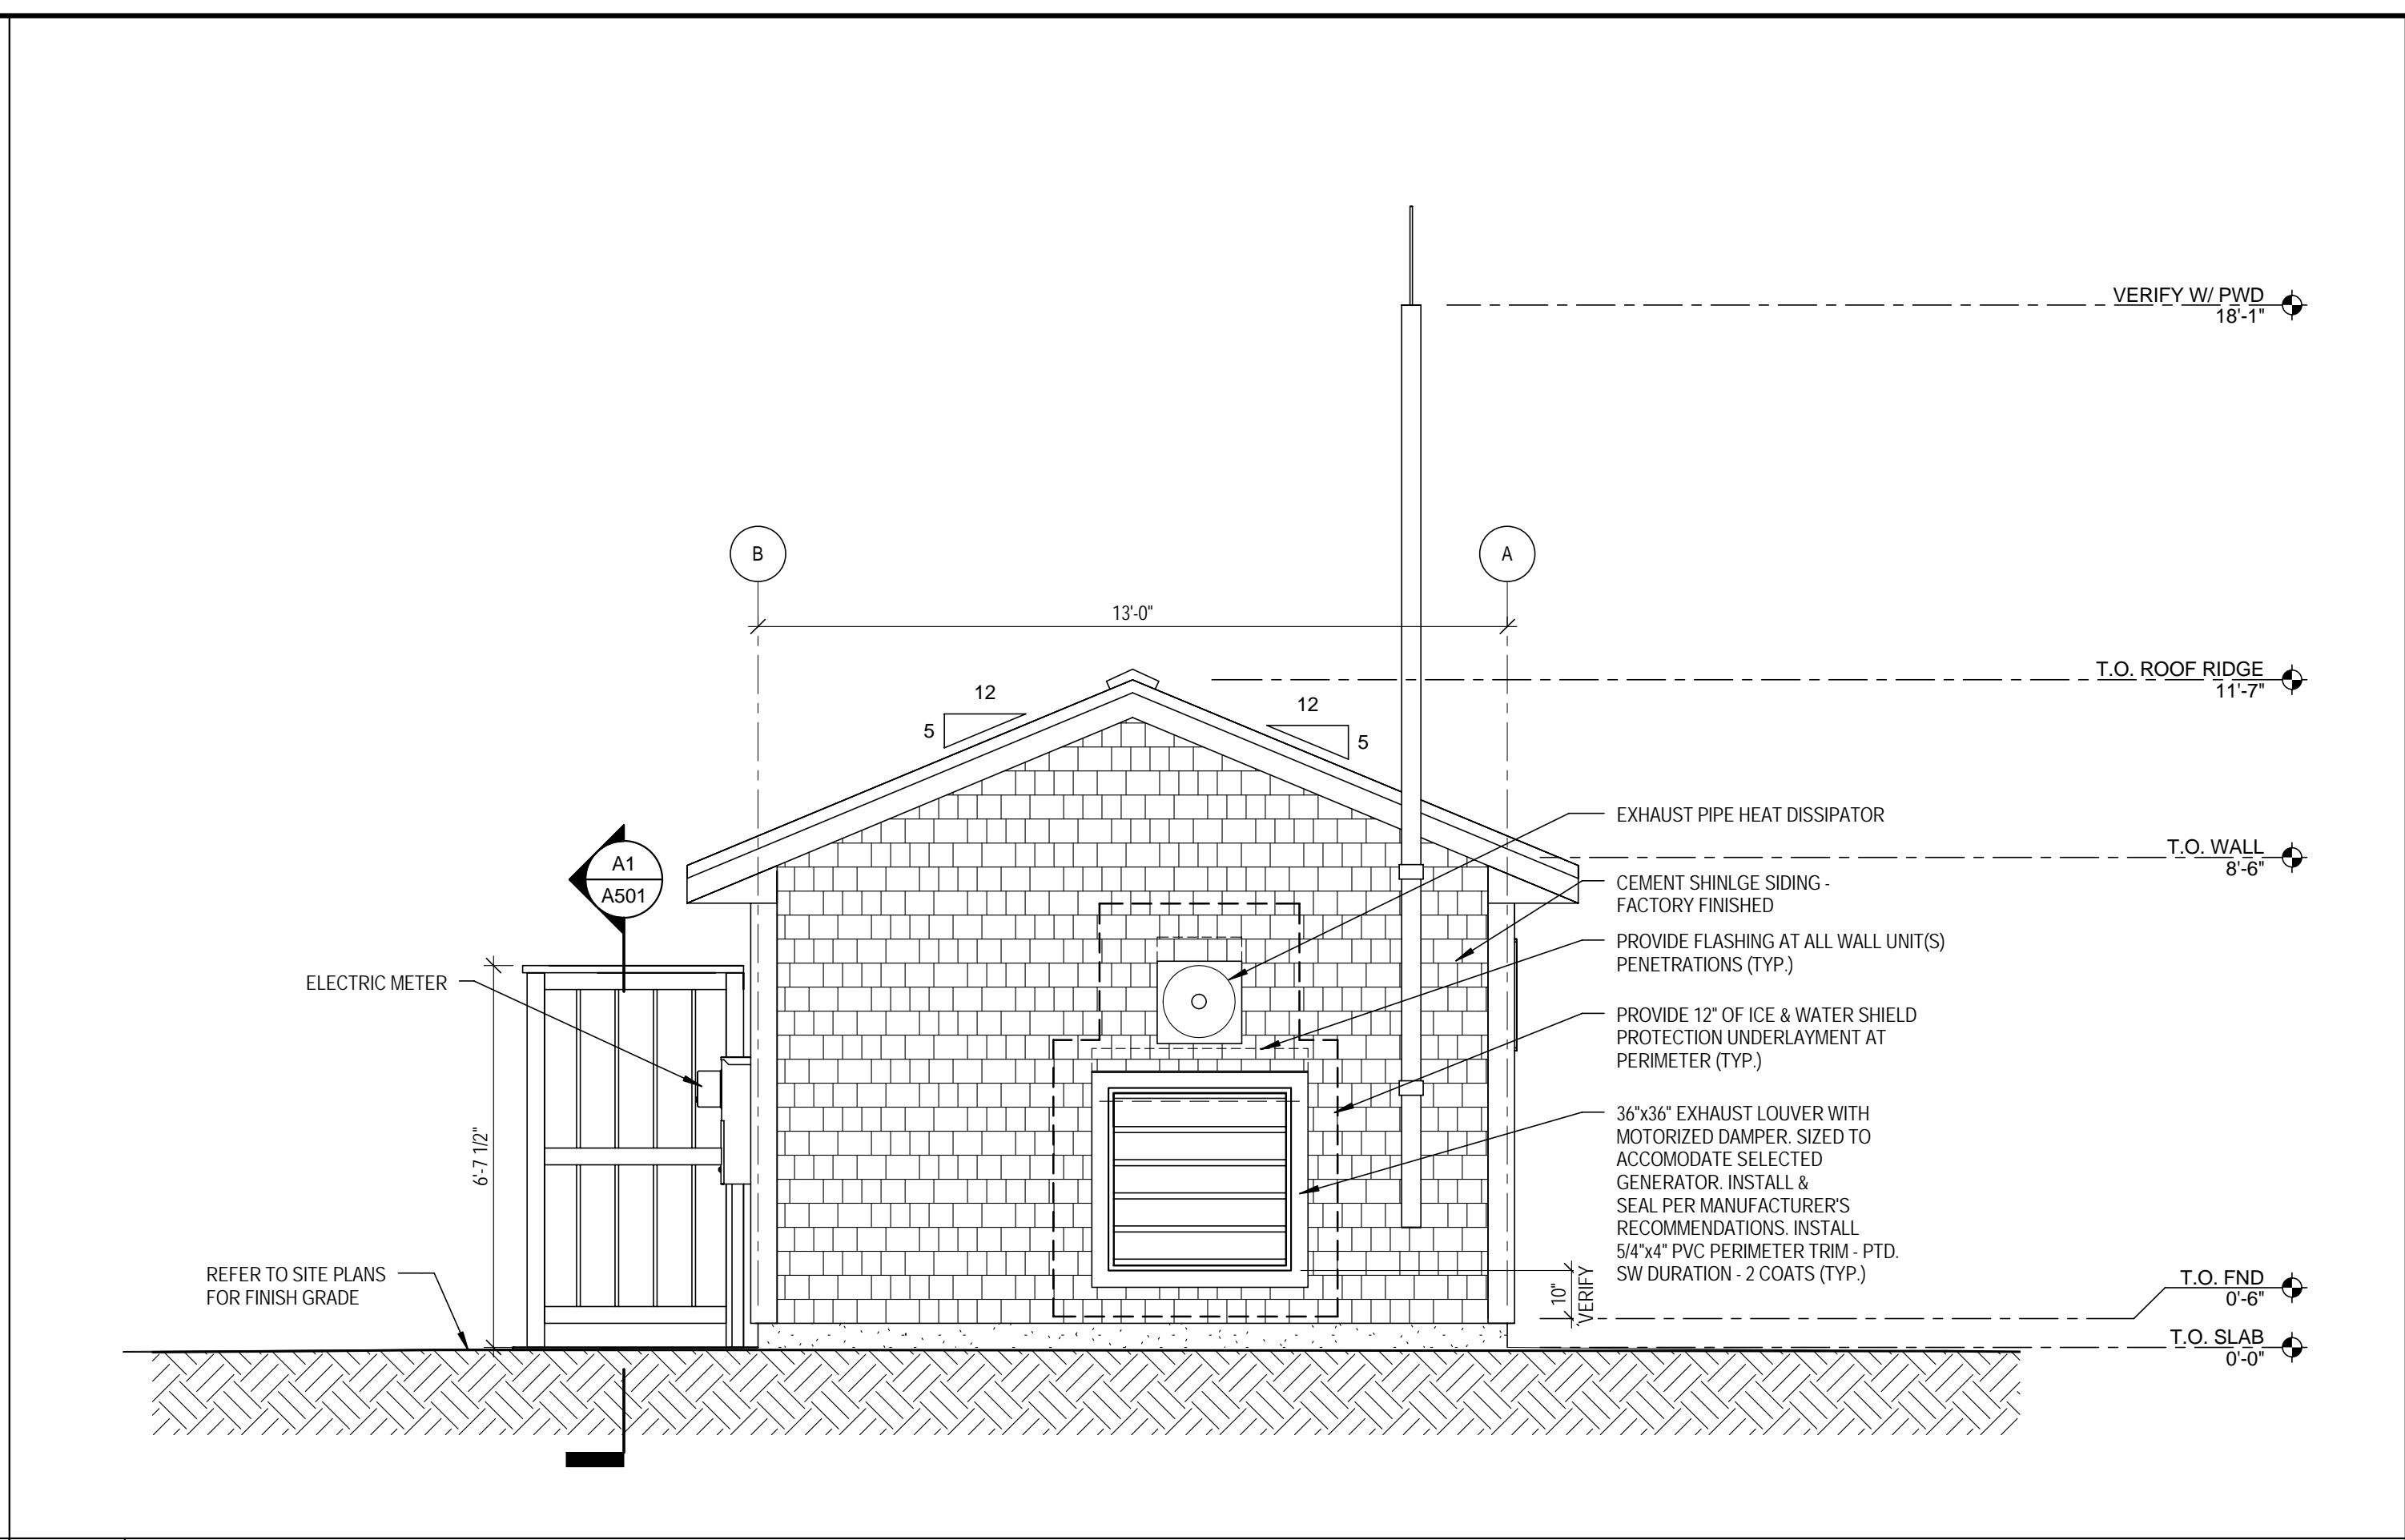 VERIFY W/ PWD
18'-1"
B
A
13'-0"
T.O. ROOF RIDGE
11'-7"
12
5
12
5
EXHAUST PIPE HEAT DISSIPATOR
T.O. WALL
8'-6"
A1
A501
CEMENT SHINLGE SIDING -
FACTORY FINISHED
PROVIDE FLASHING AT ALL WALL UNIT(S)
PENETRATIONS (TYP.)
ELECTRIC METER
PROVIDE 12" OF ICE & WATER SHIELD
PROTECTION UNDERLAYMENT AT
PERIMETER (TYP.)
36"x36" EXHAUST LOUVER WITH
MOTORIZED DAMPER. SIZED TO
ACCOMODATE SELECTED
GENERATOR. INSTALL &
SEAL PER MANUFACTURER'S
RECOMMENDATIONS. INSTALL
5/4"x4" PVC PERIMETER TRIM - PTD.
SW DURATION - 2 COATS (TYP.)
6'-7 1/2"
REFER TO SITE PLANS
FOR FINISH GRADE
10"
VERIFY
T.O. FND
0'-6"
T.O. SLAB
0'-0"